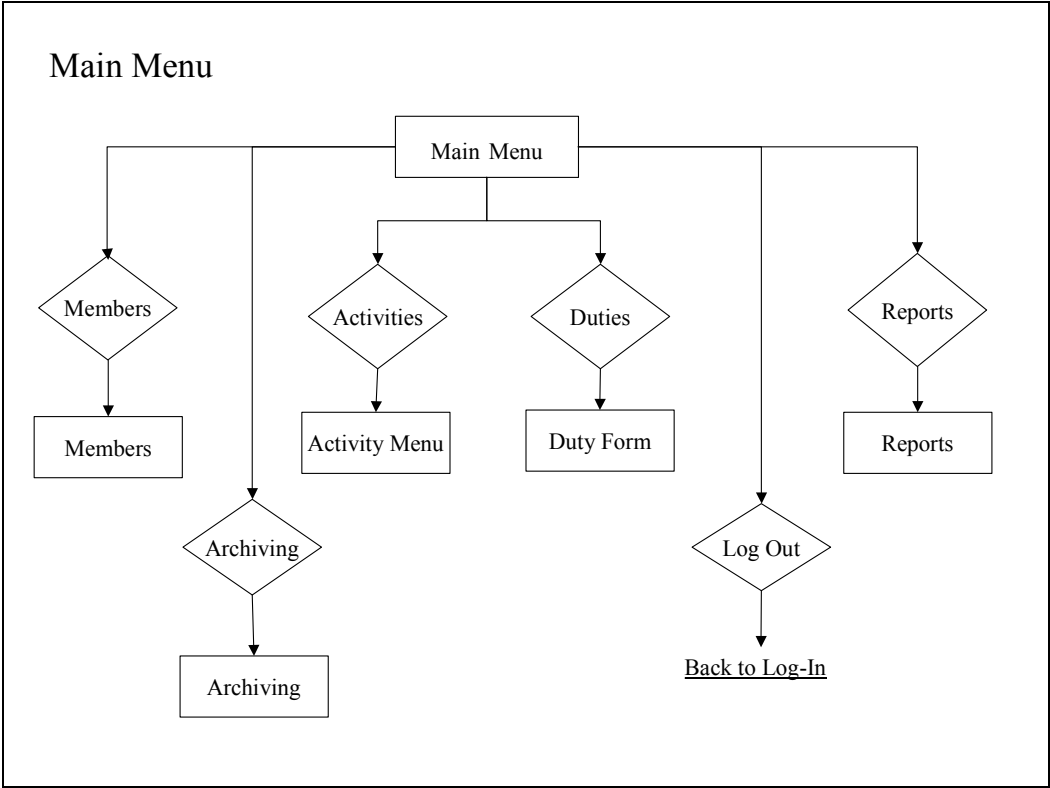 Main Menu
Main Menu
Members
Activities
Duties
Reports
Members
Activity Menu
Duty Form
Reports
Archiving
Log Out
Archiving
Back to Log-In